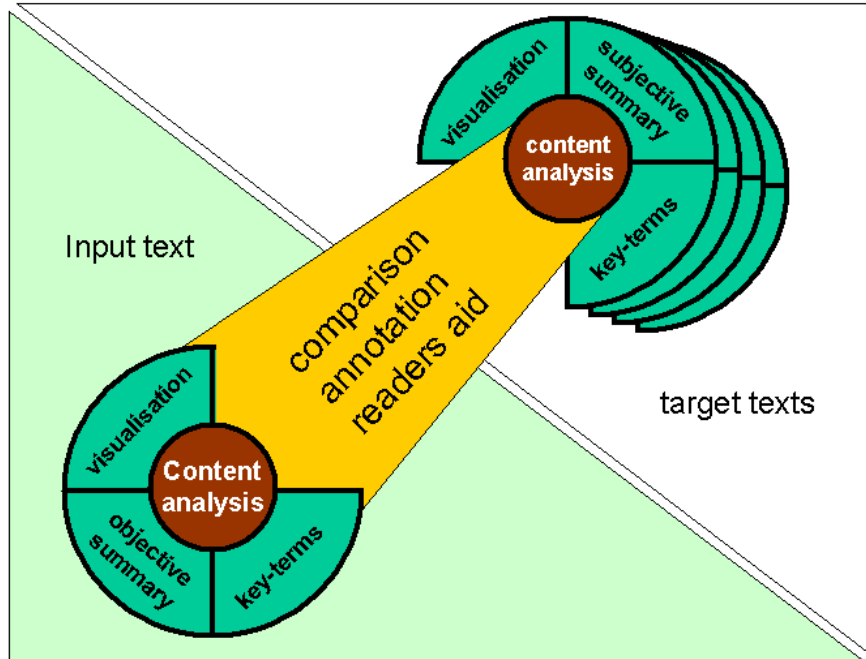 visualisation
subjective
summary
content
analysis
key-terms
Input text
comparison
annotation
readers aid
target texts
visualisation
Content
analysis
objective
summary
key-terms